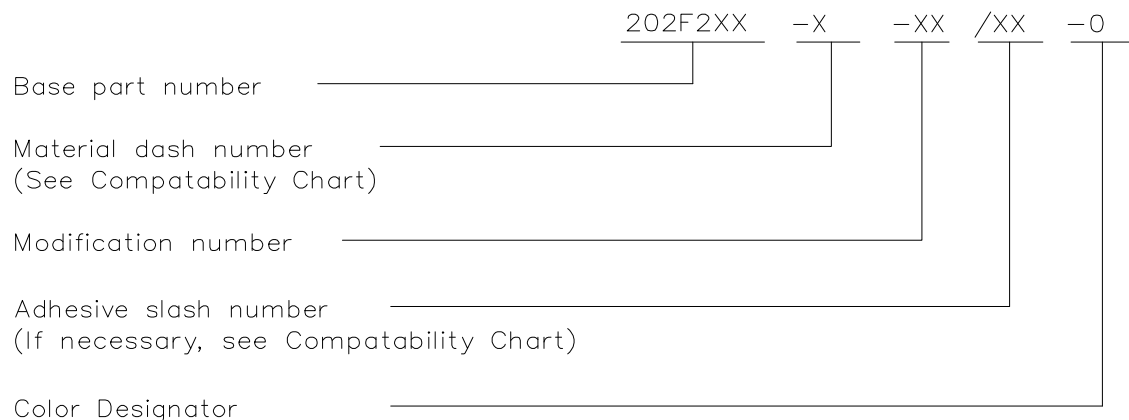 202F2XX -X -XX /XX -0
Base part number
Material dash number
(See Compatability Chart)
Modification number
Adhesive slash number
(If necessary, see Compatability Chart)
Color Designator